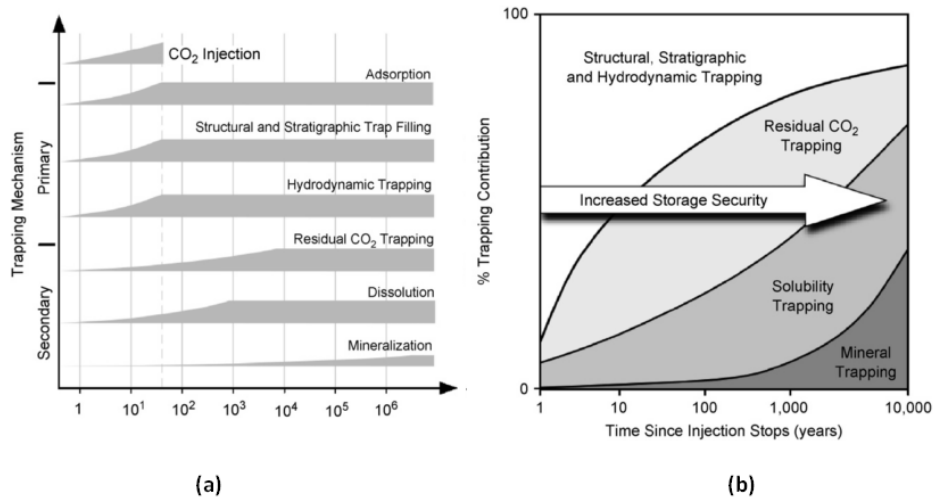 Trapping Mechanism
Primary
Secondary
CO₂ Injection
Adsorption
Structural and Stratigraphic Trap Filling
Hydrodynamic Trapping
Residual CO₂ Trapping
Dissolution
Mineralization
1 10¹ 10² 10³ 10⁴ 10⁵ 10⁶
(a)
% Trapping Contribution
100
0
Structural, Stratigraphic
and Hydrodynamic Trapping
Residual CO₂
Trapping
Increased Storage Security
Solubility
Trapping
Mineral
Trapping
1 10 100 1,000 10,000
Time Since Injection Stops (years)
(b)